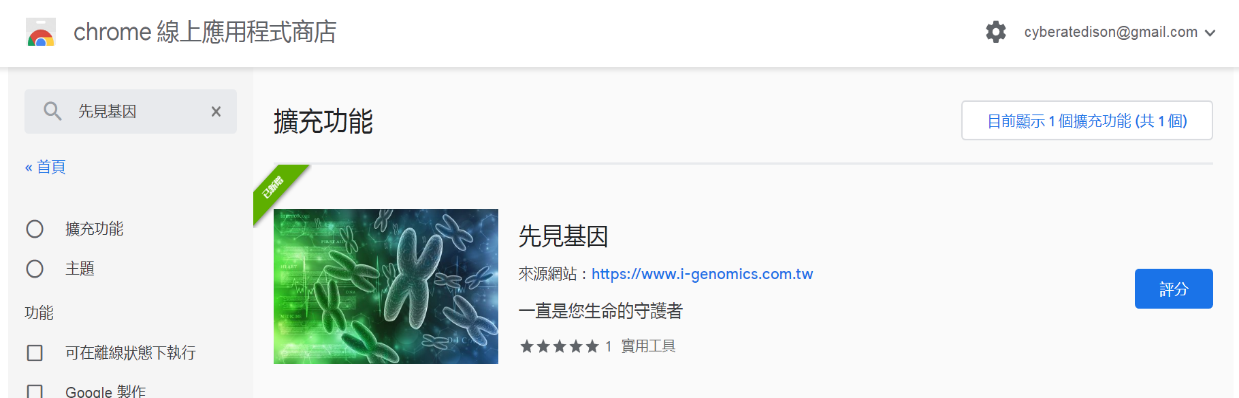 chrome 線上應用程式商店
cyberatedison@gmail.com
先見基因
×
« 首頁
擴充功能
主題
功能
可在離線狀態下執行
Google 製作
擴充功能
目前顯示 1 個擴充功能 (共 1 個)
已新增
先見基因
來源網站：https://www.i-genomics.com.tw
一直是您生命的守護者
★★★★★ 1 實用工具
評分